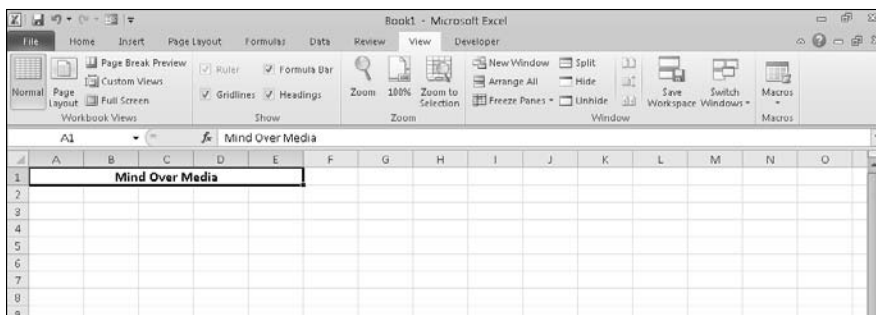 Book1 - Microsoft Excel
File Home Insert Page Layout Formulas Data Review View Developer
Normal Page Layout Page Break Preview Custom Views Full Screen
Workbook Views
Ruler Formula Bar Gridlines Headings
Show
Zoom 100% Zoom to Selection
Zoom
New Window Arrange All Freeze Panes Split Hide Unhide Save Workspace Switch Windows
Window
Macros
Macros
A1 fx Mind Over Media
A B C D E F G H I J K L M N O
1 Mind Over Media
2
3
4
5
6
7
8
9